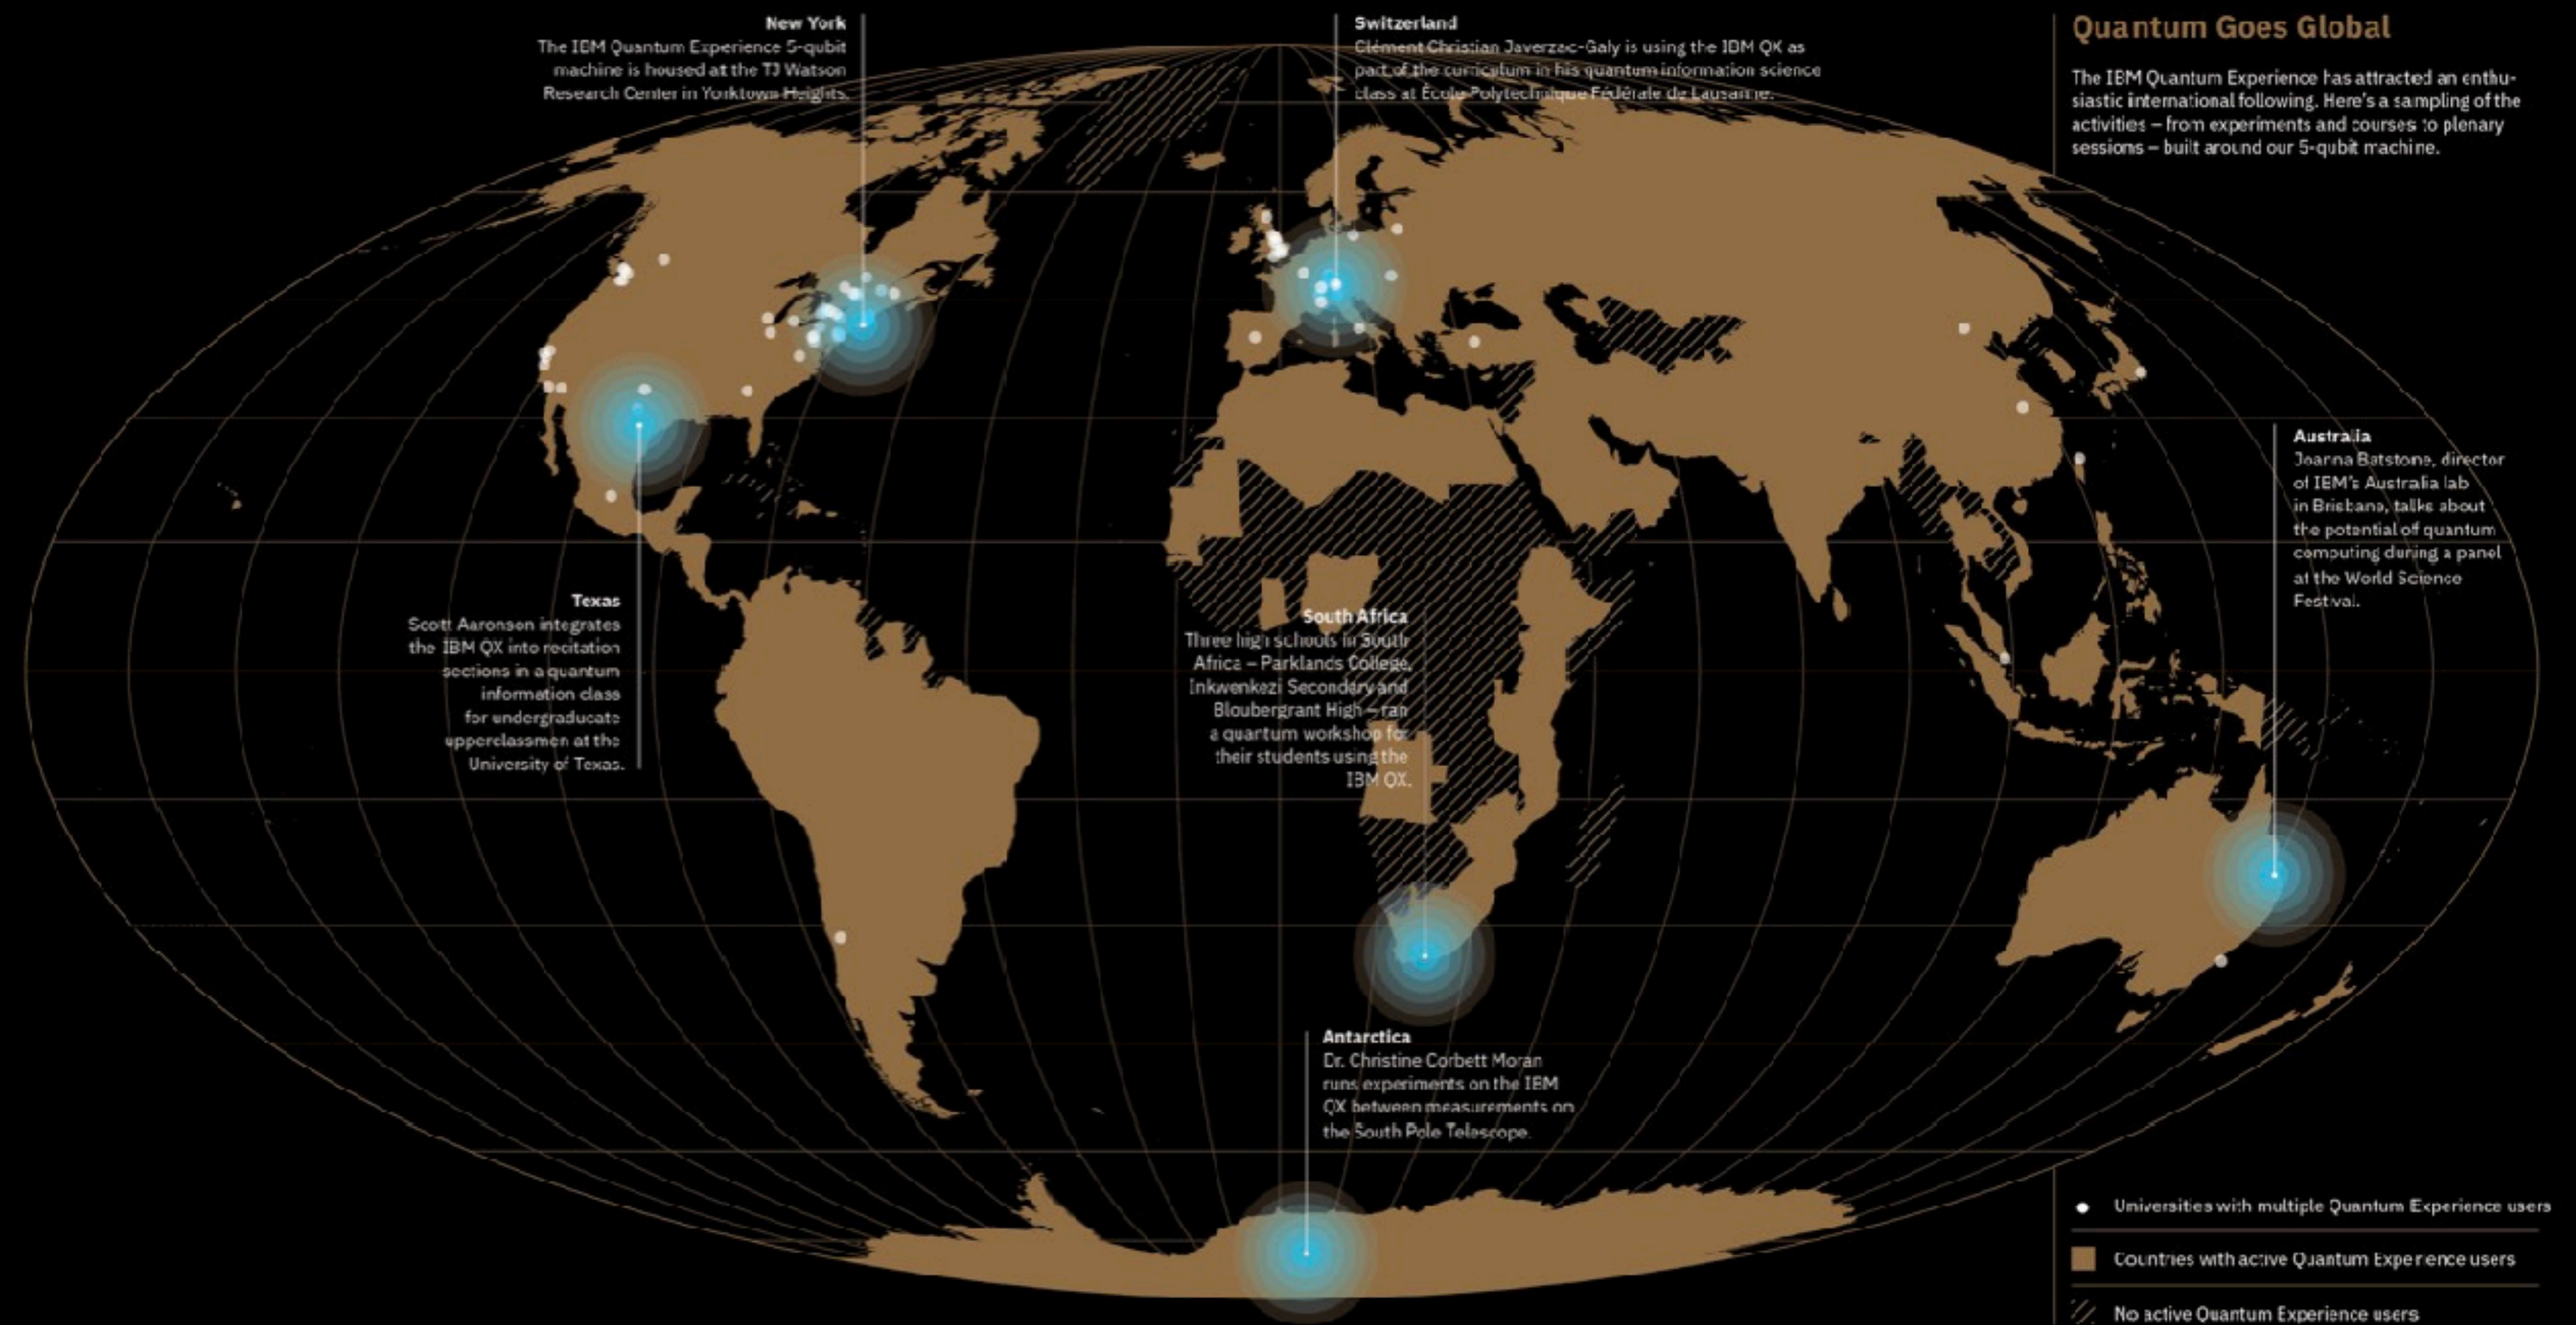 New York
The IBM Quantum Experience 5-qubit
machine is housed at the TJ Watson
Research Center in Yorktown Heights.
Switzerland
Clément Christian Javerzac-Galy is using the IBM QX as
part of the curriculum in his quantum information science
class at École Polytechnique Fédérale de Lausanne.
Quantum Goes Global
The IBM Quantum Experience has attracted an enthu-
siastic international following. Here's a sampling of the
activities – from experiments and courses to plenary
sessions – built around our 5-qubit machine.
Australia
Joanna Batstone, director
of IBM's Australia lab
in Brisbane, talks about
the potential of quantum
computing during a panel
at the World Science
Festival.
Texas
Scott Aaronson integrates
the IBM QX into recitation
sections in a quantum
information class
for undergraducate
upperclassmen at the
University of Texas.
South Africa
Three high schools in South
Africa – Parklands College,
Inkwenkezi Secondary and
Bloubergrant High – ran
a quantum workshop for
their students using the
IBM QX.
Antarctica
Dr. Christine Corbett Moran
runs experiments on the IBM
QX between measurements on
the South Pole Telescope.
Universities with multiple Quantum Experience users
Countries with active Quantum Experience users
No active Quantum Experience users